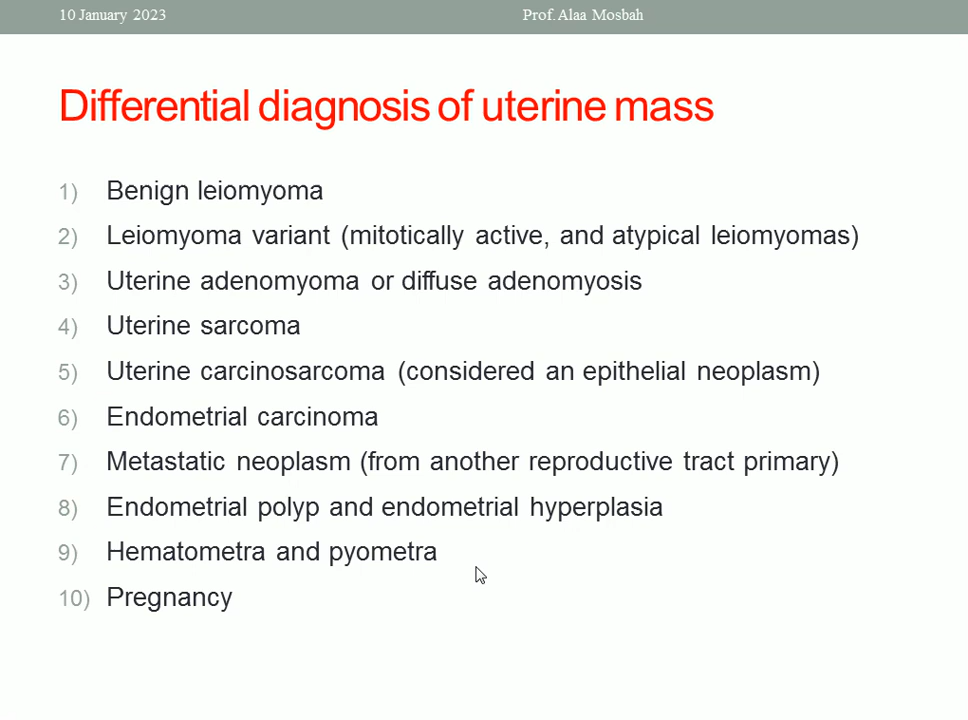 10 January 2023 Prof. Alaa Mosbah
Differential diagnosis of uterine mass
1) Benign leiomyoma
2) Leiomyoma variant (mitotically active, and atypical leiomyomas)
3) Uterine adenomyoma or diffuse adenomyosis
4) Uterine sarcoma
5) Uterine carcinosarcoma (considered an epithelial neoplasm)
6) Endometrial carcinoma
7) Metastatic neoplasm (from another reproductive tract primary)
8) Endometrial polyp and endometrial hyperplasia
9) Hematometra and pyometra
10) Pregnancy